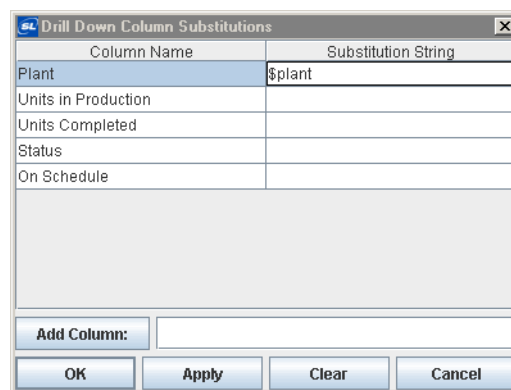 SL Drill Down Column Substitutions X
Column Name Substitution String
Plant $plant
Units in Production
Units Completed
Status
On Schedule
Add Column:
OK Apply Clear Cancel